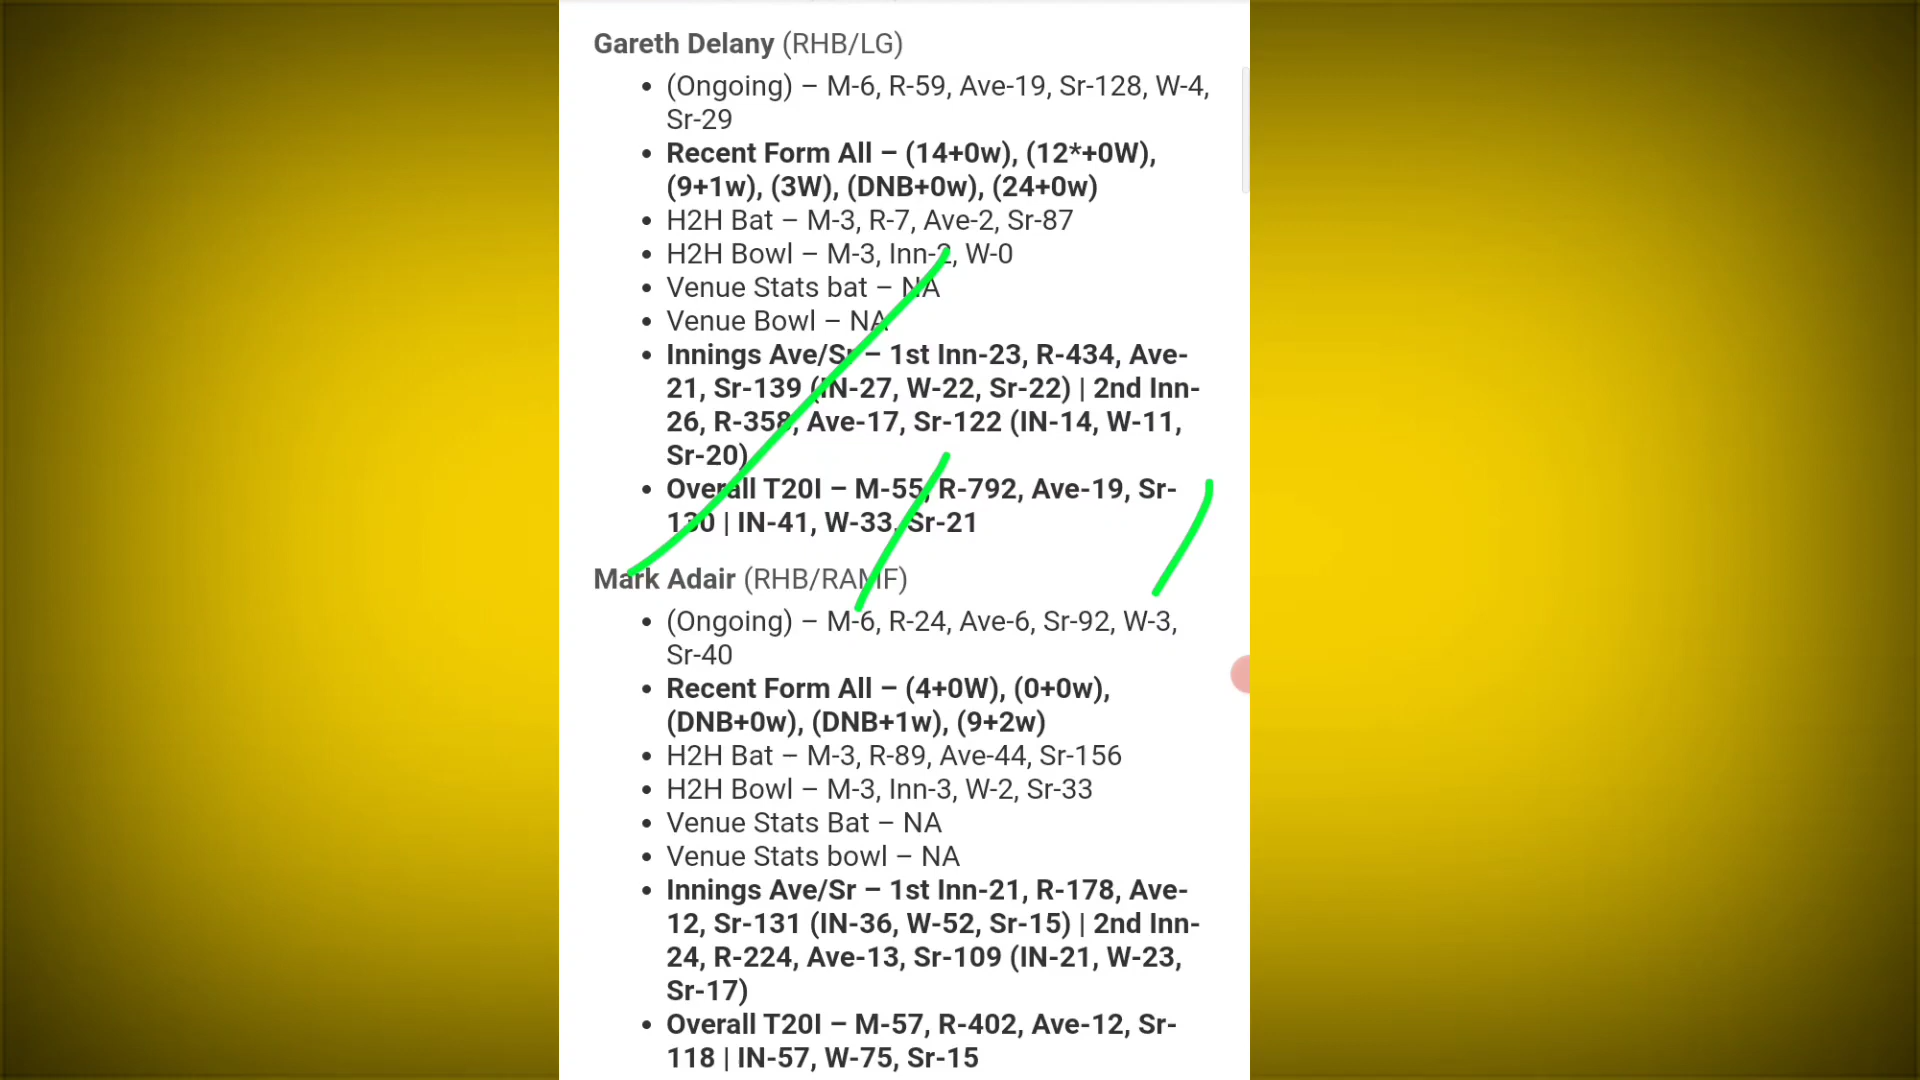 Gareth Delany (RHB/LG)
• (Ongoing) – M-6, R-59, Ave-19, Sr-128, W-4,
Sr-29
• Recent Form All – (14+0w), (12*+0W),
(9+1w), (3W), (DNB+0w), (24+0w)
• H2H Bat – M-3, R-7, Ave-2, Sr-87
• H2H Bowl – M-3, Inn-2, W-0
• Venue Stats bat – NA
• Venue Bowl – NA
• Innings Ave/Sr – 1st Inn-23, R-434, Ave-
21, Sr-139 (IN-27, W-22, Sr-22) | 2nd Inn-
26, R-358, Ave-17, Sr-122 (IN-14, W-11,
Sr-20)
• Overall T20I – M-55, R-792, Ave-19, Sr-
130 | IN-41, W-33, Sr-21
Mark Adair (RHB/RAMF)
• (Ongoing) – M-6, R-24, Ave-6, Sr-92, W-3,
Sr-40
• Recent Form All – (4+0W), (0+0w),
(DNB+0w), (DNB+1w), (9+2w)
• H2H Bat – M-3, R-89, Ave-44, Sr-156
• H2H Bowl – M-3, Inn-3, W-2, Sr-33
• Venue Stats Bat – NA
• Venue Stats bowl – NA
• Innings Ave/Sr – 1st Inn-21, R-178, Ave-
12, Sr-131 (IN-36, W-52, Sr-15) | 2nd Inn-
24, R-224, Ave-13, Sr-109 (IN-21, W-23,
Sr-17)
• Overall T20I – M-57, R-402, Ave-12, Sr-
118 | IN-57, W-75, Sr-15